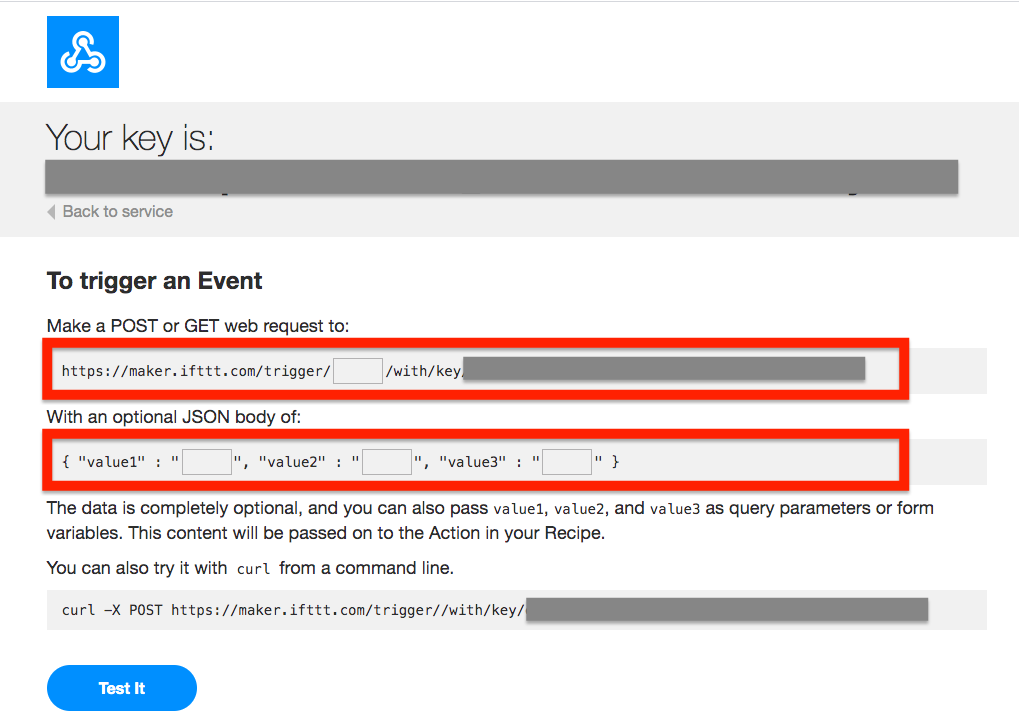 Your key is:
Back to service
To trigger an Event
Make a POST or GET web request to:
https://maker.ifttt.com/trigger/ /with/key/
With an optional JSON body of:
{ "value1" : " ", "value2" : " ", "value3" : " " }
The data is completely optional, and you can also pass value1, value2, and value3 as query parameters or form
variables. This content will be passed on to the Action in your Recipe.
You can also try it with curl from a command line.
curl -X POST https://maker.ifttt.com/trigger//with/key/
Test It